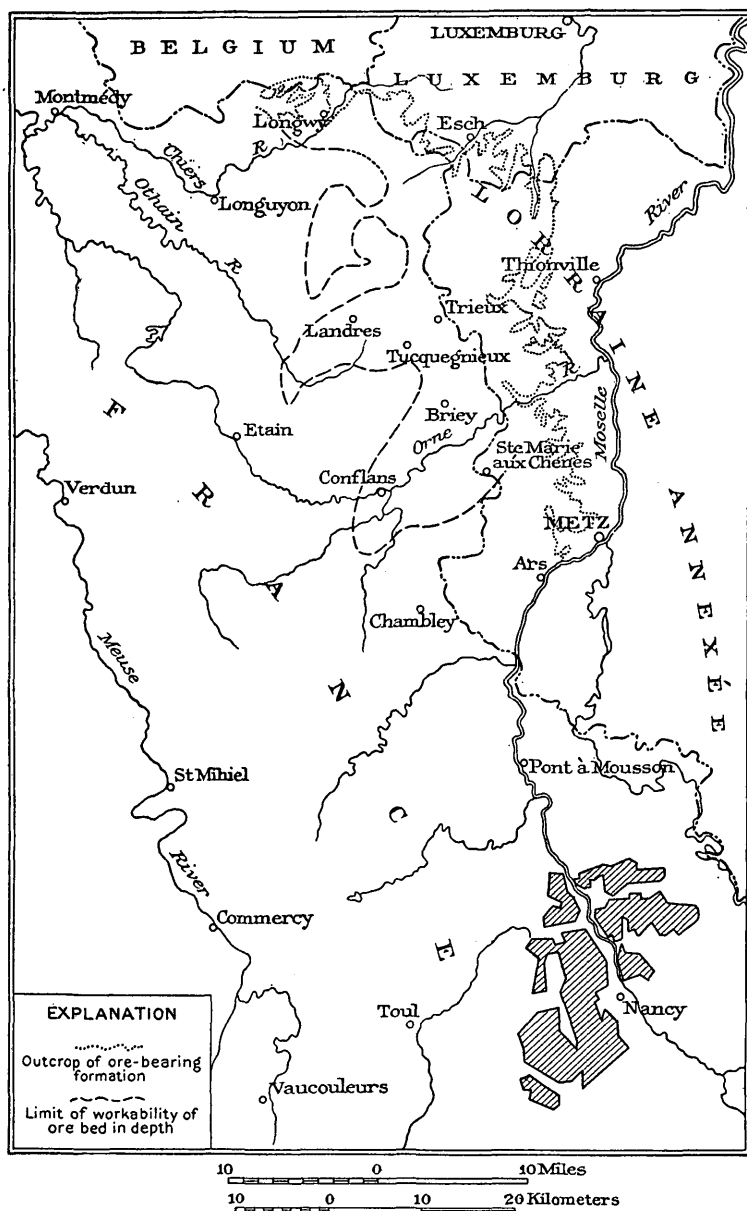 BELGIUM
LUXEMBURG
LUXEMBURG
Montmédy
Longwy
Esch
Chiers
R
Othain
R
Longuyon
LORRAINE ANNEXÉE
River
Thionville
Trieux
Landres
Tucquegnieux
R
Moselle
FRANCE
Briey
Etain
Orne
Ste Marie
aux Chênes
Conflans
Verdun
METZ
Ars
Chambley
Meuse
St Mihiel
Pont à Mousson
River
Commercy
Toul
Nancy
Vaucouleurs
EXPLANATION
Outcrop of ore-bearing
formation
Limit of workability of
ore bed in depth
10 0 10 Miles
10 0 10 20 Kilometers